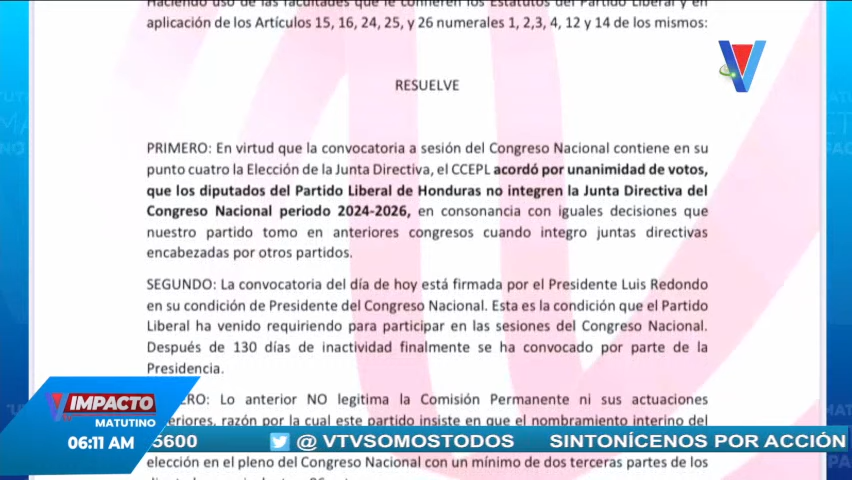 Haciendo uso de las facultades que le confieren los Estatutos del Partido Liberal y en
aplicación de los Artículos 15, 16, 24, 25, y 26 numerales 1, 2,3, 4, 12 y 14 de los mismos:
RESUELVE
PRIMERO: En virtud que la convocatoria a sesión del Congreso Nacional contiene en su
punto cuatro la Elección de la Junta Directiva, el CCEPL acordó por unanimidad de votos,
que los diputados del Partido Liberal de Honduras no integren la Junta Directiva del
Congreso Nacional periodo 2024-2026, en consonancia con iguales decisiones que
nuestro partido tomo en anteriores congresos cuando integro juntas directivas
encabezadas por otros partidos.
SEGUNDO: La convocatoria del día de hoy está firmada por el Presidente Luis Redondo
en su condición de Presidente del Congreso Nacional. Esta es la condición que el Partido
Liberal ha venido requiriendo para participar en las sesiones del Congreso Nacional.
Después de 130 días de inactividad finalmente se ha convocado por parte de la
Presidencia.
ERO: Lo anterior NO legitima la Comisión Permanente ni sus actuaciones
eriores, razón por la cual este partido insiste en que el nombramiento interino del
elección en el pleno del Congreso Nacional con un mínimo de dos terceras partes de los
V
IMPACTO
MATUTINO
06:11 AM
5600 @ VTVSOMOSTODOS SINTONÍCENOS POR ACCIÓN